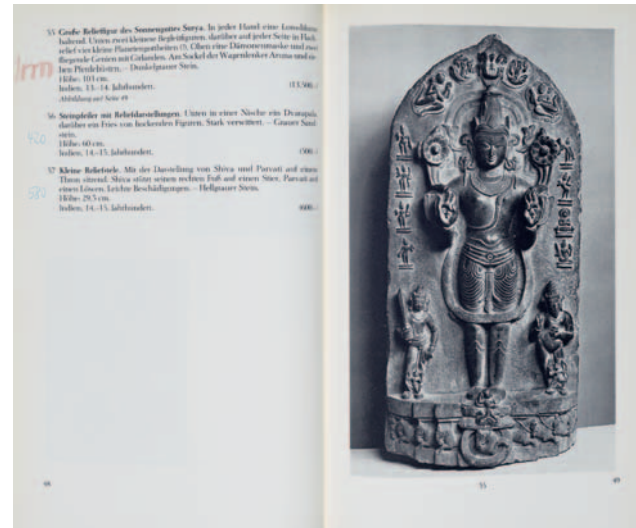 55 Große Relieffigur des Sonnengottes Surya. In jeder Hand eine Lotosblüte
haltend. Unten zwei kleinere Begleitfiguren, darüber auf jeder Seite in Flach-
relief vier kleine Planetengottheiten (?). Oben eine Dämonenmaske und zwei
fliegende Genien mit Girlanden. Am Sockel der Wagenlenker Aruna und sie-
ben Pferdebüsten. – Dunkelgrauer Stein.
Höhe: 103 cm.
Indien, 13.–14. Jahrhundert. (13.500,–)
Abbildung auf Seite 49
56 Steinpfeiler mit Reliefdarstellungen. Unten in einer Nische ein Dvarapala,
darüber ein Fries von hockenden Figuren. Stark verwittert. – Grauer Sand-
stein.
Höhe: 60 cm.
Indien, 14.–15. Jahrhundert. (500,–)
57 Kleine Reliefstele. Mit der Darstellung von Shiva und Parvati auf einem
Thron sitzend. Shiva stützt seinen rechten Fuß auf einen Stier, Parvati auf
einen Löwen. Leichte Beschädigungen. – Hellgrauer Stein.
Höhe: 29,5 cm.
Indien, 14.–15. Jahrhundert. (600,–)
48
55
49